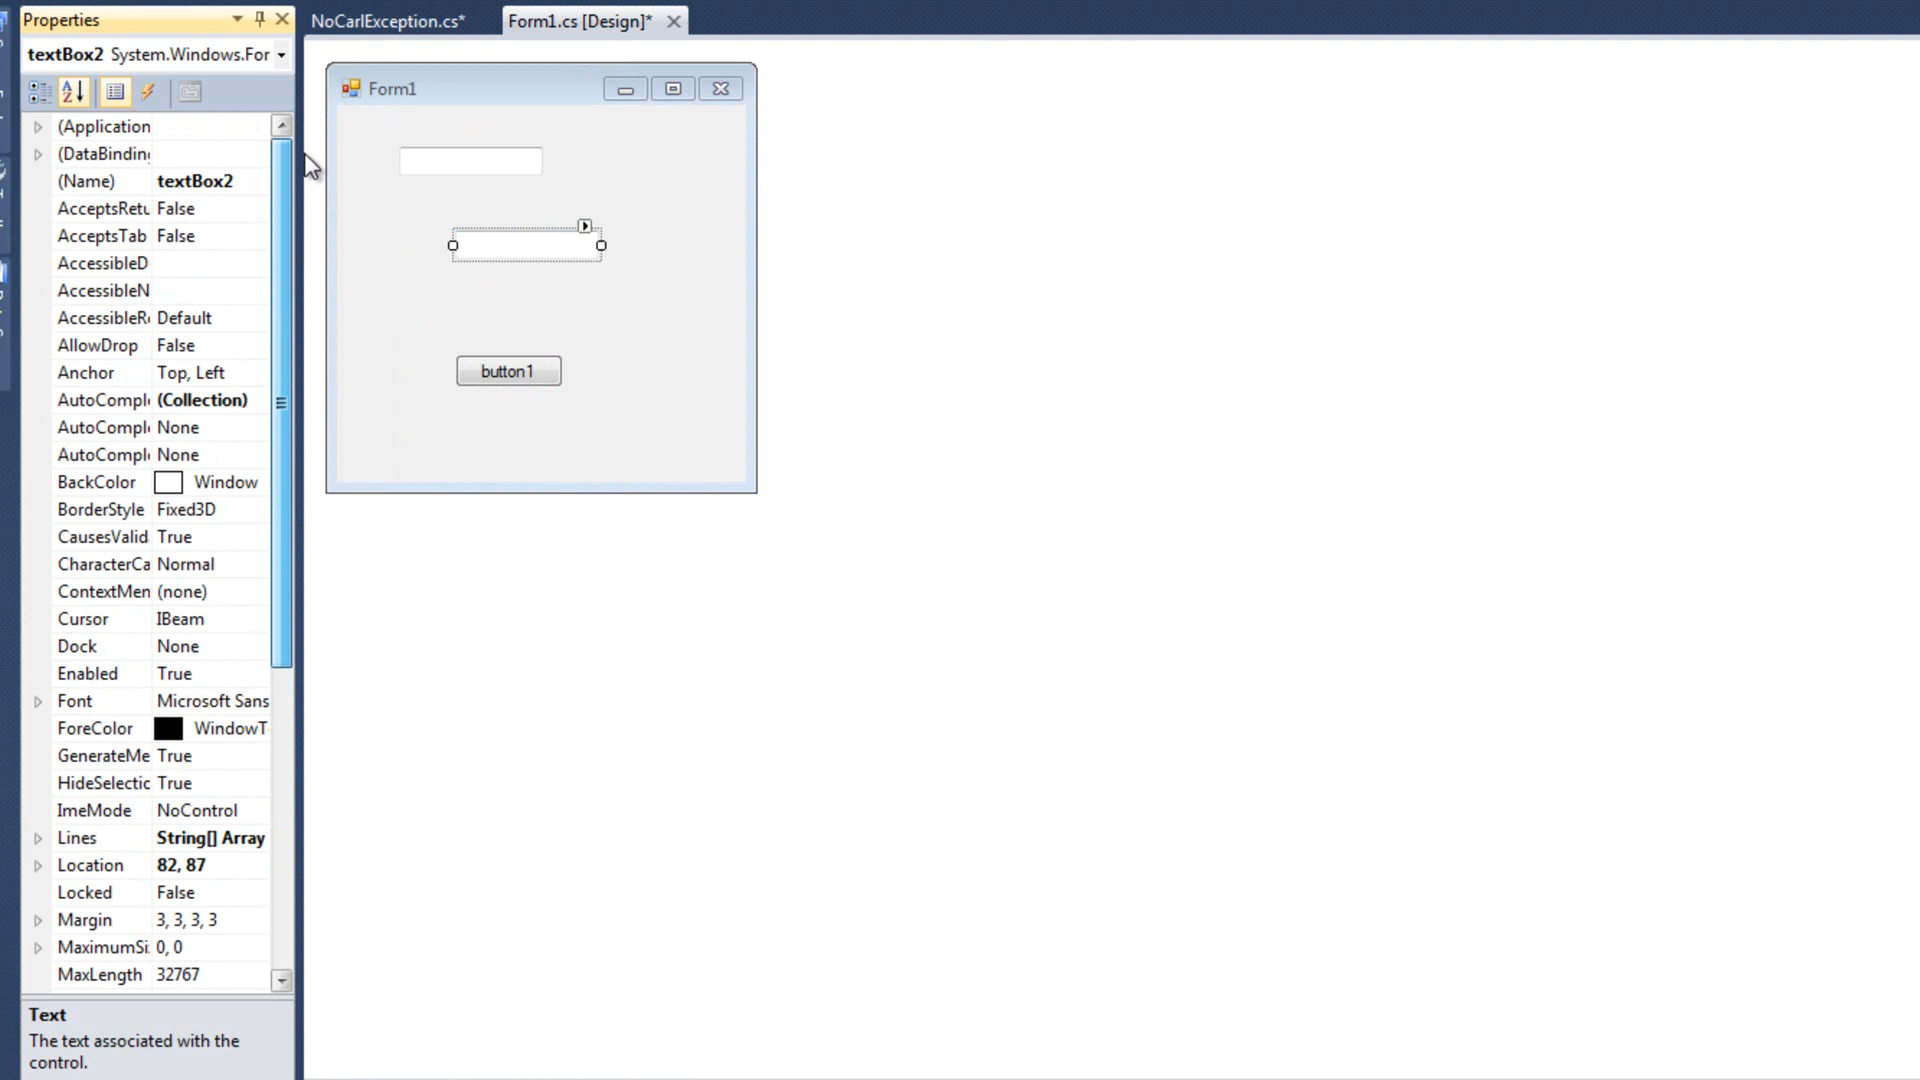 Properties
textBox2 System.Windows.For
(Application
(DataBinding
(Name) textBox2
AcceptsRetu False
AcceptsTab False
AccessibleD
AccessibleN
AccessibleR Default
AllowDrop False
Anchor Top, Left
AutoCompl (Collection)
AutoCompl None
AutoCompl None
BackColor Window
BorderStyle Fixed3D
CausesValid True
CharacterCa Normal
ContextMen (none)
Cursor IBeam
Dock None
Enabled True
Font Microsoft Sans
ForeColor WindowT
GenerateMe True
HideSelectic True
ImeMode NoControl
Lines String[] Array
Location 82, 87
Locked False
Margin 3, 3, 3, 3
MaximumSi 0, 0
MaxLength 32767
Text
The text associated with the
control.
NoCarlException.cs*
Form1.cs [Design]*
Form1
button1